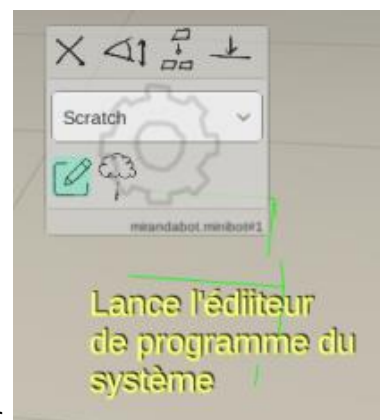 Scratch
mirandabot.minibot#1
Lance l'édiiteur
de programme du
système